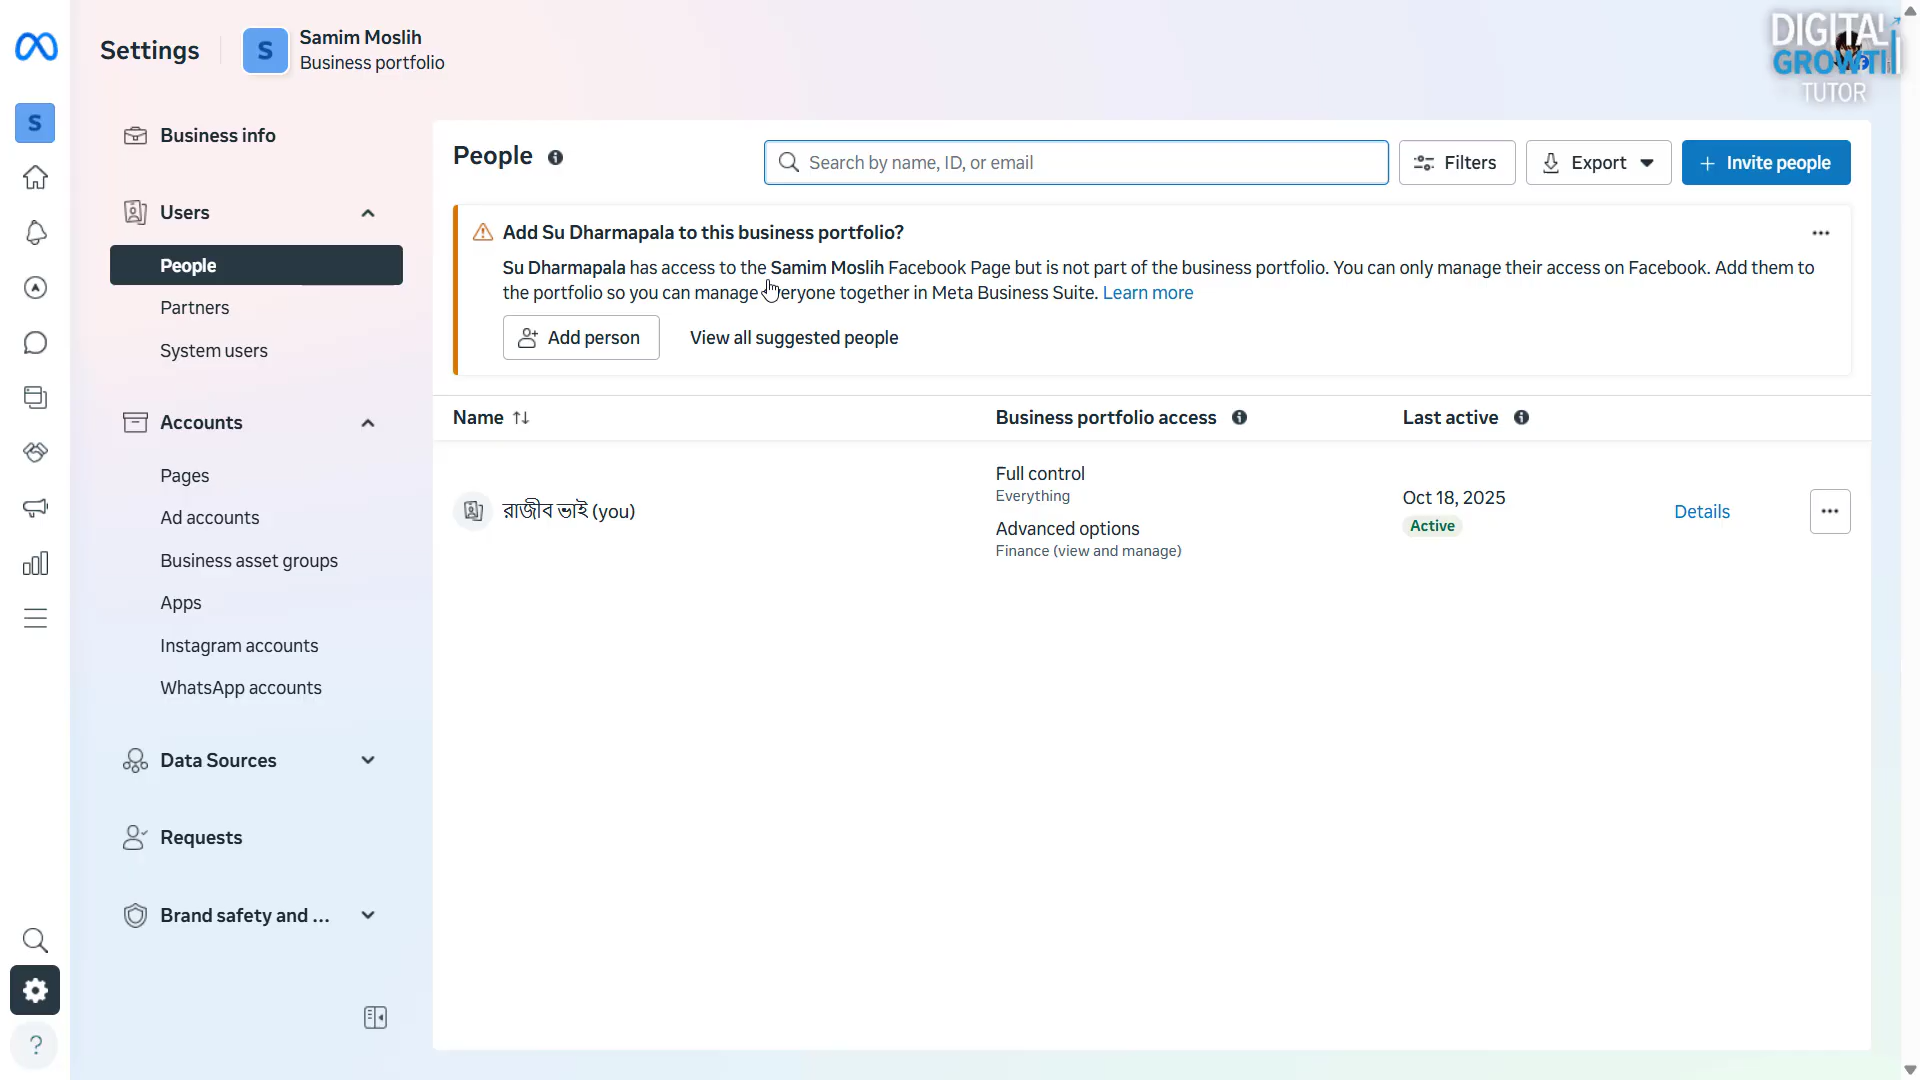 Settings
S
Samim Moslih
Business portfolio
DIGITAL
GROWTH
TUTOR
S
Business info
Users
People
Partners
System users
Accounts
Pages
Ad accounts
Business asset groups
Apps
Instagram accounts
WhatsApp accounts
Data Sources
Requests
Brand safety and ...
?
People
Search by name, ID, or email
Filters
Export
+ Invite people
Add Su Dharmapala to this business portfolio?
Su Dharmapala has access to the Samim Moslih Facebook Page but is not part of the business portfolio. You can only manage their access on Facebook. Add them to
the portfolio so you can manage everyone together in Meta Business Suite. Learn more
Add person
View all suggested people
Name
Business portfolio access
Last active
রাজীব ভাই (you)
Full control
Everything
Advanced options
Finance (view and manage)
Oct 18, 2025
Active
Details